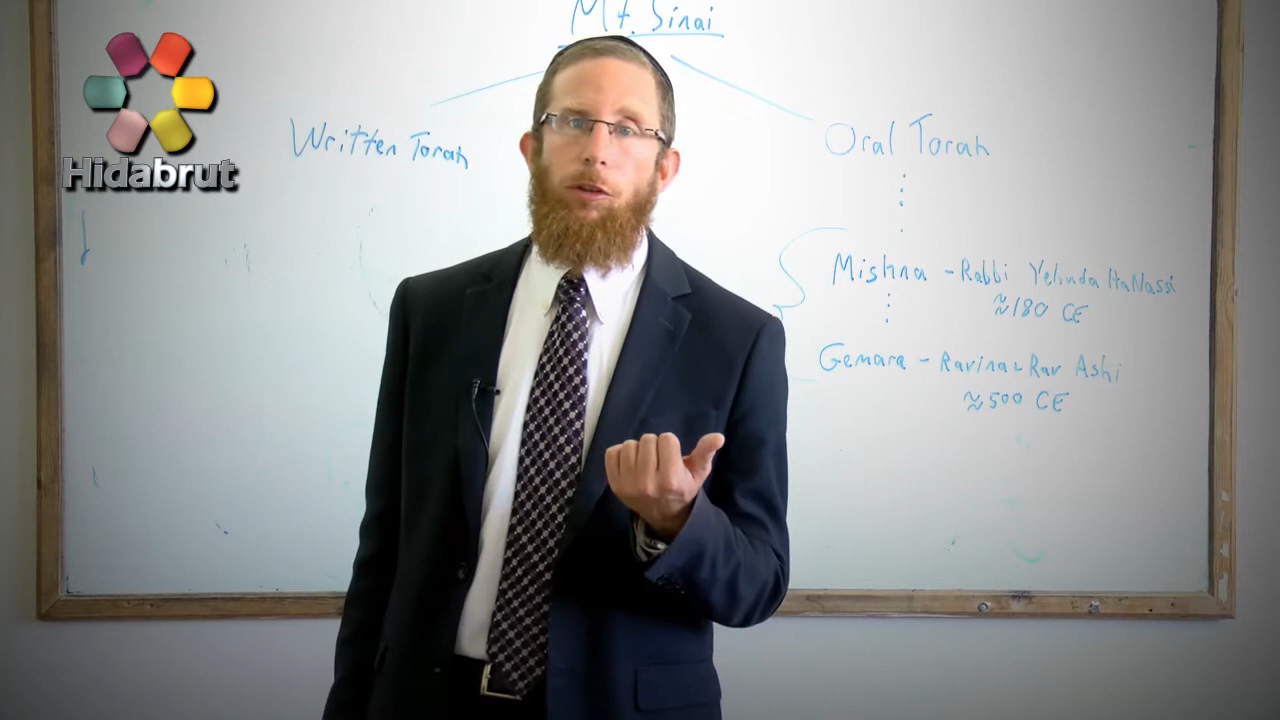 Mt. Sinai
Hidabrut
Written Torah
Oral Torah
Mishna - Rabbi Yehuda HaNassi
≈180 CE
Gemara - Ravina & Rav Ashi
≈500 CE